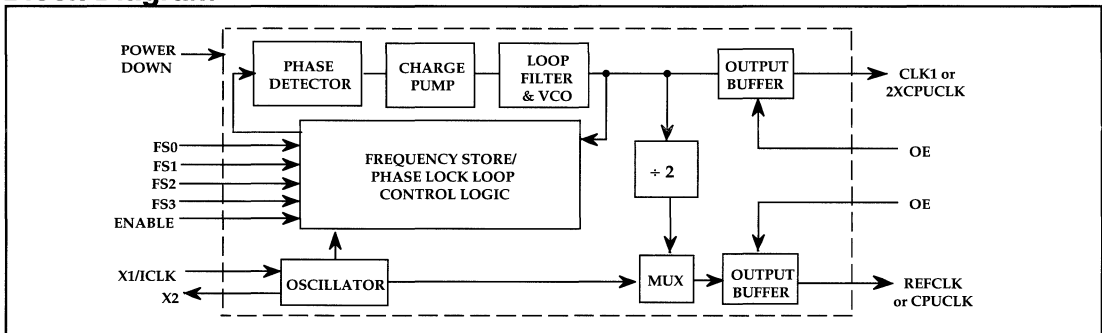 POWER
DOWN
PHASE
DETECTOR
CHARGE
PUMP
LOOP
FILTER
& VCO
OUTPUT
BUFFER
CLK1 or
2XCPUCLK
FS0
FS1
FS2
FS3
ENABLE
FREQUENCY STORE/
PHASE LOCK LOOP
CONTROL LOGIC
÷ 2
OE
OE
X1/ICLK
X2
OSCILLATOR
MUX
OUTPUT
BUFFER
REFCLK
or CPUCLK